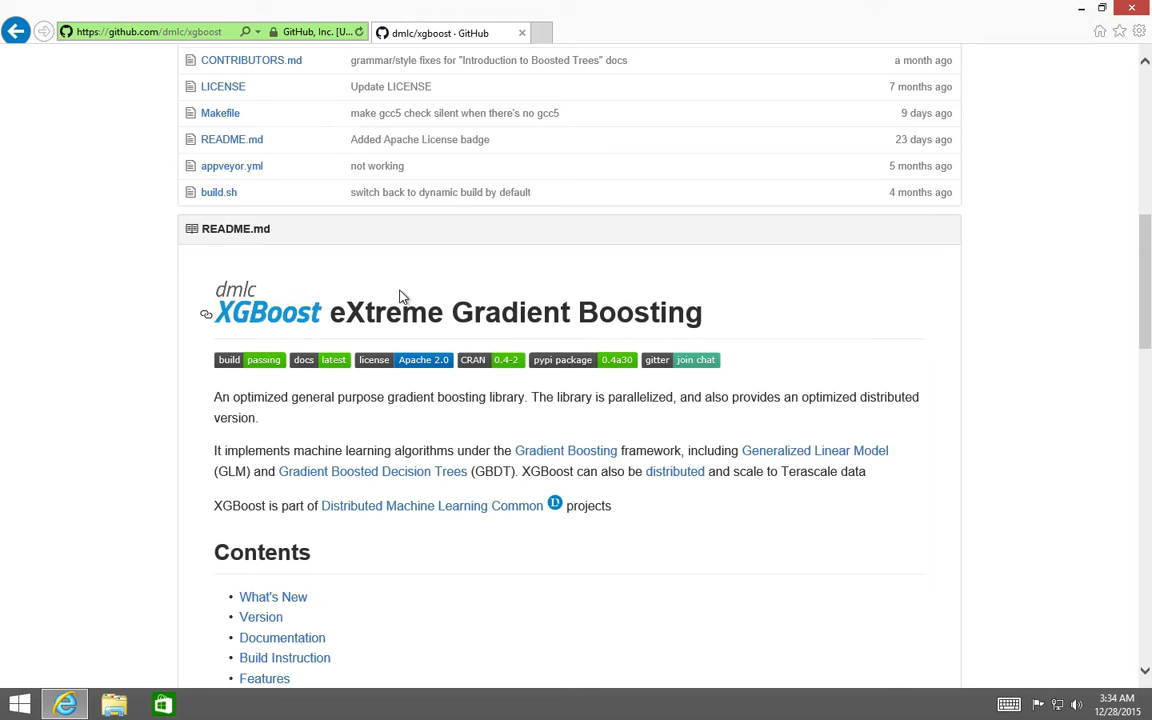 https://github.com/dmlc/xgboost
GitHub, Inc. [U...
dmlc/xgboost · GitHub
CONTRIBUTORS.md grammar/style fixes for "Introduction to Boosted Trees" docs a month ago
LICENSE Update LICENSE 7 months ago
Makefile make gcc5 check silent when there's no gcc5 9 days ago
README.md Added Apache License badge 23 days ago
appveyor.yml not working 5 months ago
build.sh switch back to dynamic build by default 4 months ago
README.md
dmlc
XGBoost eXtreme Gradient Boosting
build passing docs latest license Apache 2.0 CRAN 0.4-2 pypi package 0.4a30 gitter join chat
An optimized general purpose gradient boosting library. The library is parallelized, and also provides an optimized distributed
version.
It implements machine learning algorithms under the Gradient Boosting framework, including Generalized Linear Model
(GLM) and Gradient Boosted Decision Trees (GBDT). XGBoost can also be distributed and scale to Terascale data
XGBoost is part of Distributed Machine Learning Common D projects
Contents
• What's New
• Version
• Documentation
• Build Instruction
• Features
3:34 AM
12/28/2015